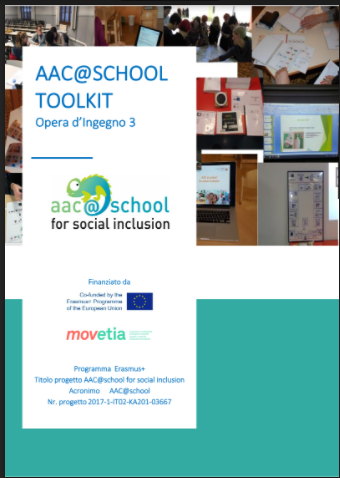 AAC@SCHOOL
TOOLKIT
Opera d'Ingegno 3
aac@school
for social inclusion
Finanziato da
Co-funded by the
Erasmus+ Programme
of the European Union
movetia
Programma Erasmus+
Titolo progetto AAC@school for social inclusion
Acronimo AAC@school
Nr. progetto 2017-1-IT02-KA201-03667